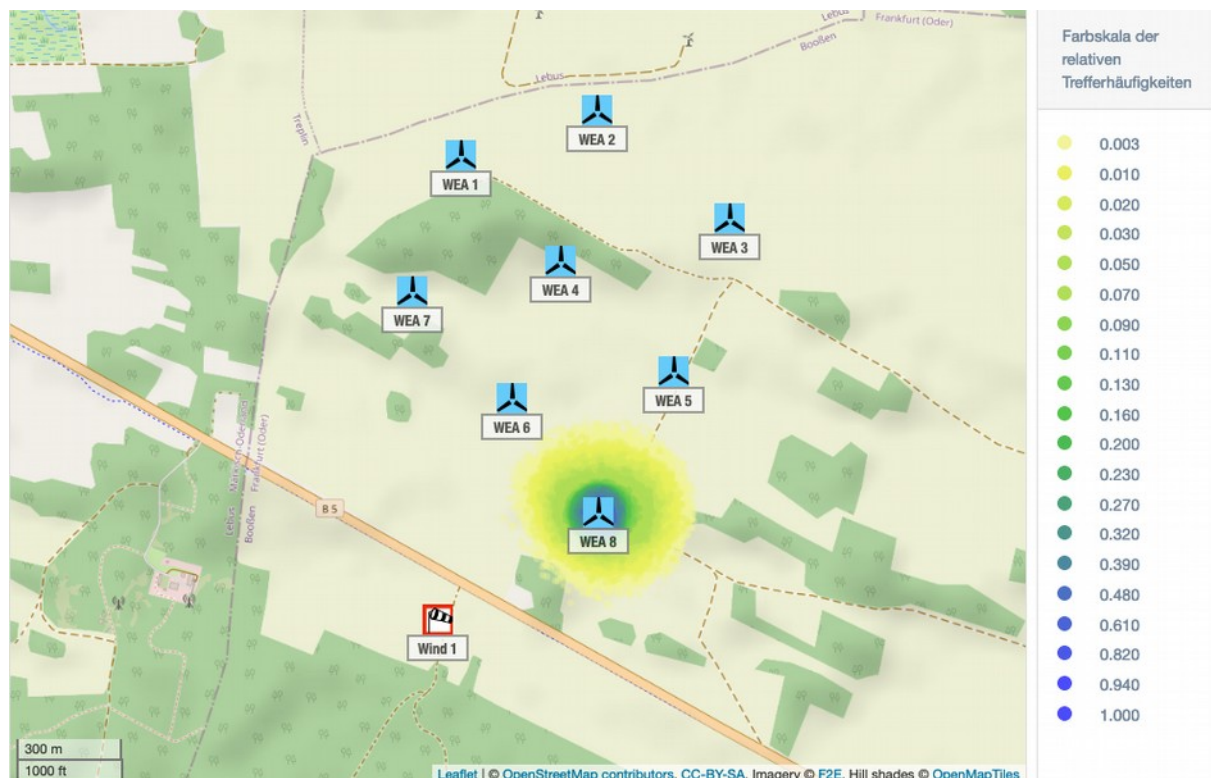 Lebus
Frankfurt (Oder)
Booßen
Lebus
Treplin
WEA 2
WEA 1
WEA 3
WEA 4
WEA 7
WEA 5
WEA 6
Märkisch-Oderland
Frankfurt (Oder)
Lebus
Booßen
B 5
WEA 8
Wind 1
300 m
1000 ft
Leaflet | © OpenStreetMap contributors, CC-BY-SA, Imagery © F2E, Hill shades © OpenMapTiles
Farbskala der
relativen
Trefferhäufigkeiten
0.003
0.010
0.020
0.030
0.050
0.070
0.090
0.110
0.130
0.160
0.200
0.230
0.270
0.320
0.390
0.480
0.610
0.820
0.940
1.000